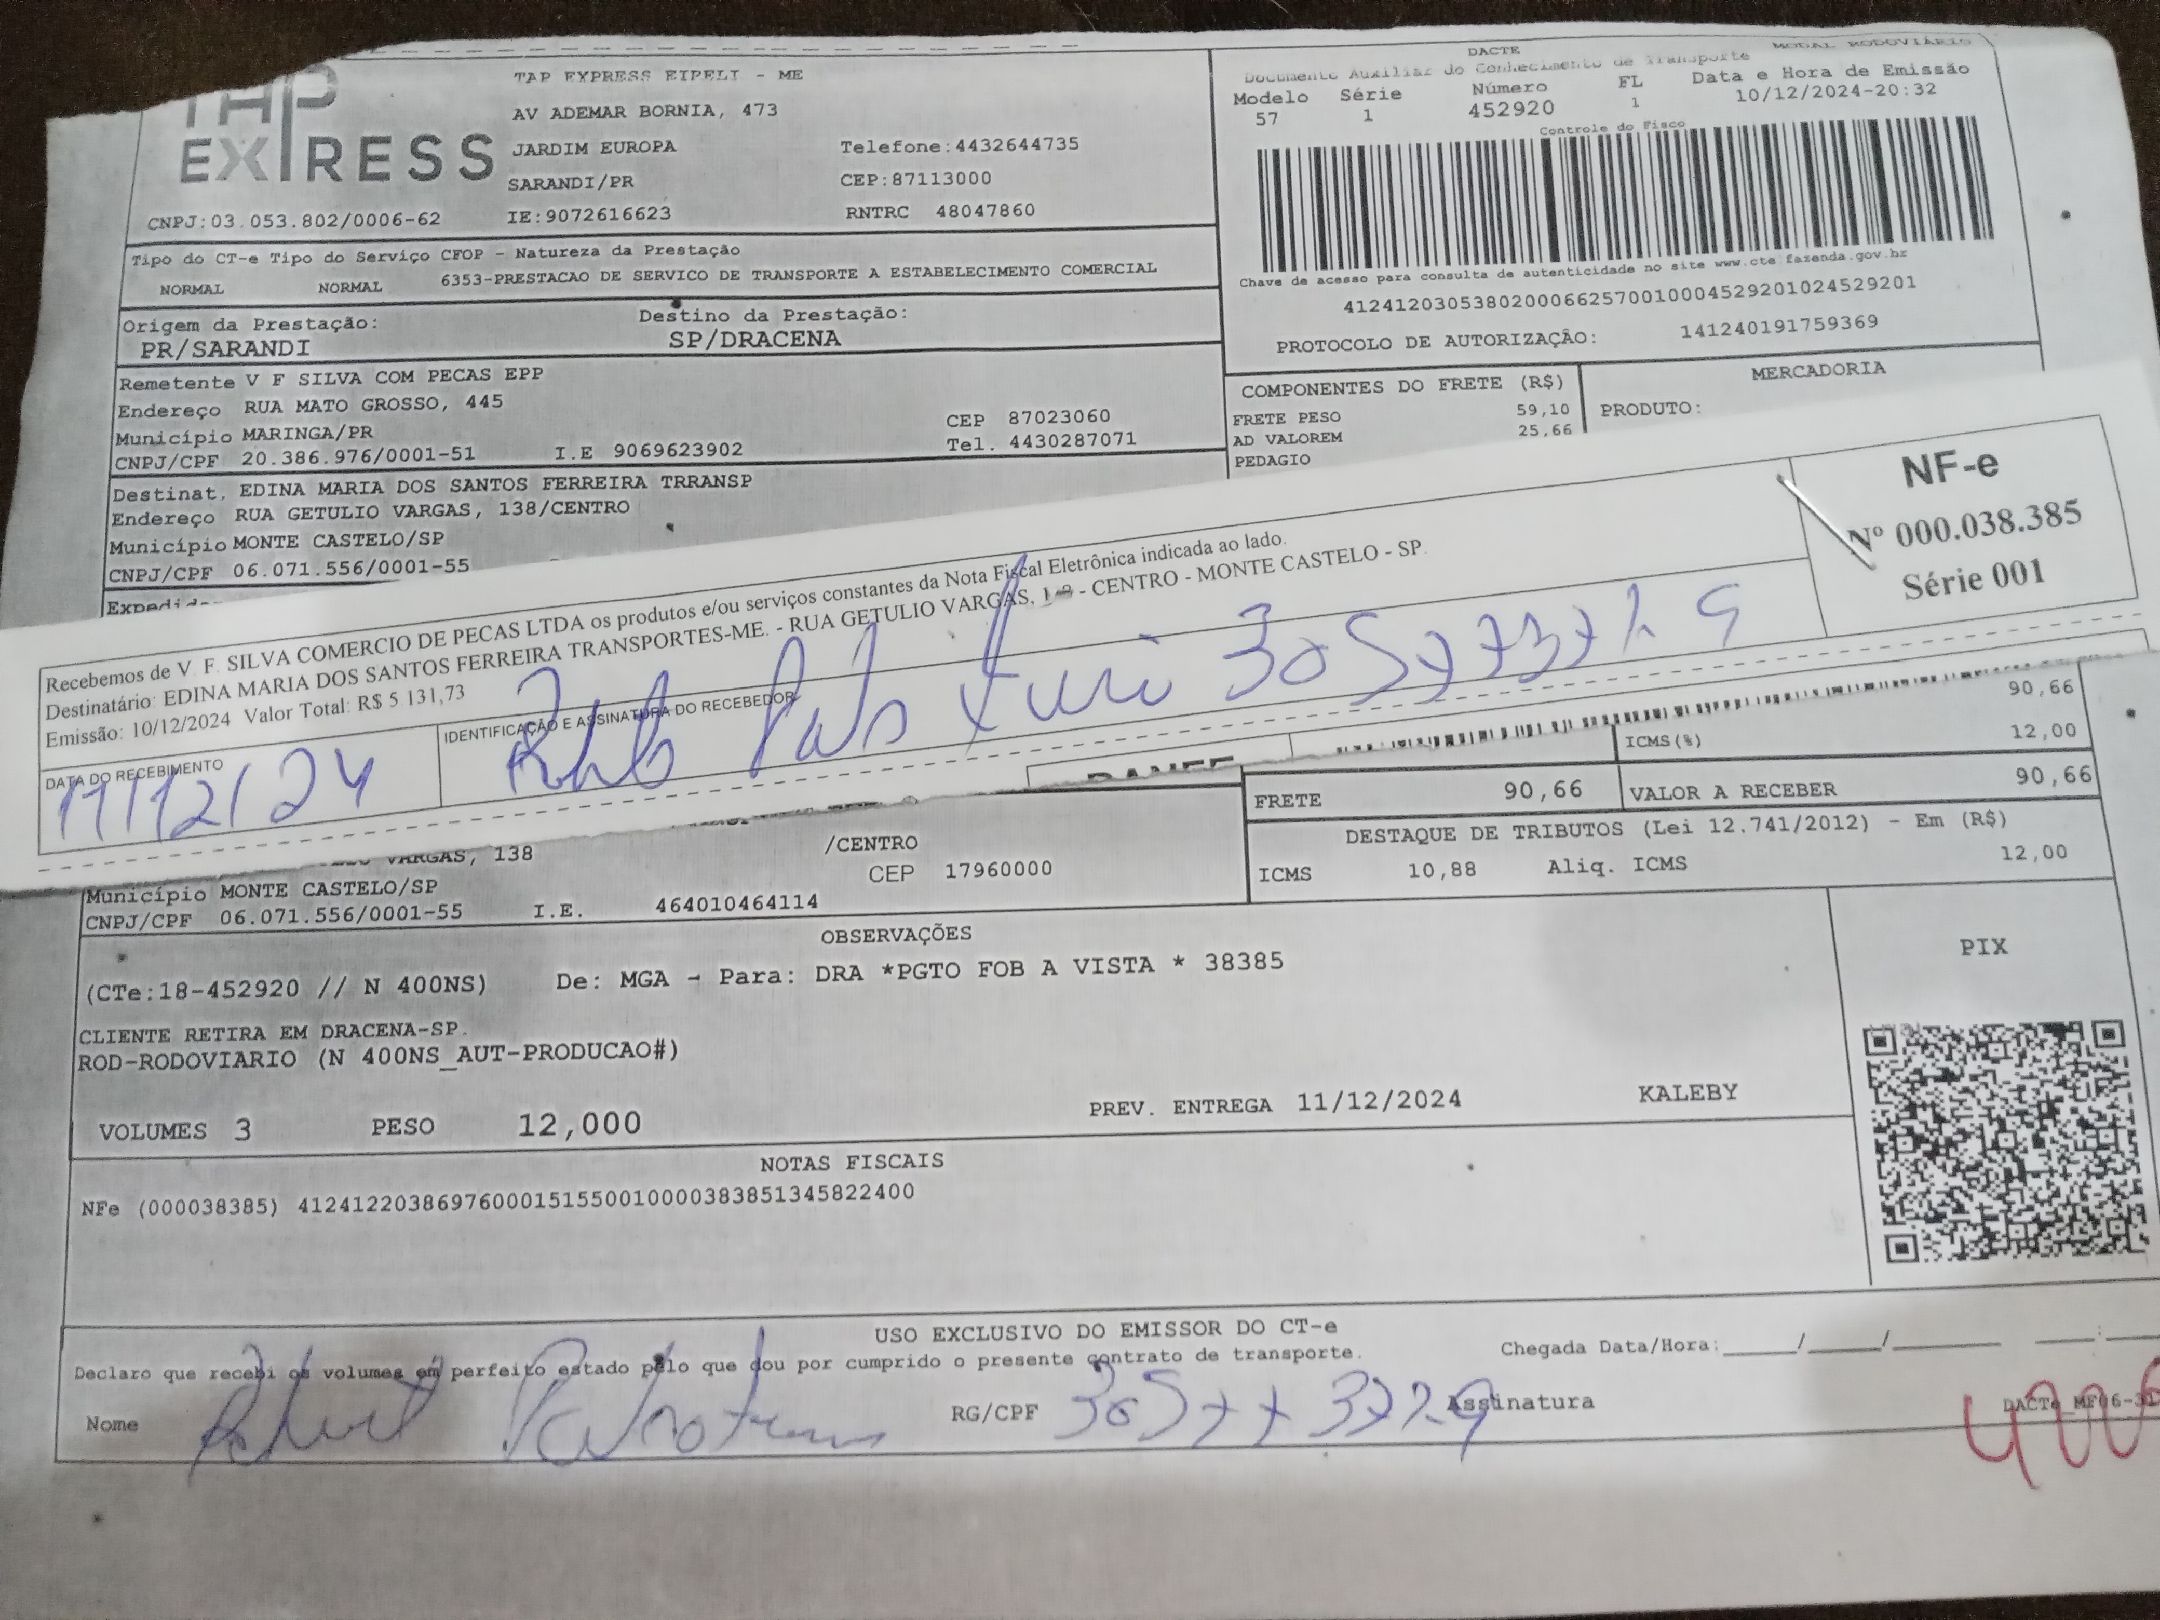 TAP
EXPRESS
TAP EXPRESS EIRELI - ME
AV ADEMAR BORNIA, 473
JARDIM EUROPA
Telefone:4432644735
SARANDI/PR
CEP:87113000
CNPJ:03.053.802/0006-62
IE:9072616623
RNTRC 48047860
MODAL RODOVIÁRIO
DACTE
Documento Auxiliar do Conhecimento de Transporte
Modelo Série Número FL Data e Hora de Emissão
57 1 452920 1 10/12/2024-20:32
Controle do Fisco
Chave de acesso para consulta de autenticidade no site www.cte.fazenda.gov.br
41241203053802000662570010004529201024529201
PROTOCOLO DE AUTORIZAÇÃO: 141240191759369
Tipo do CT-e Tipo do Serviço CFOP - Natureza da Prestação
NORMAL NORMAL 6353-PRESTACAO DE SERVICO DE TRANSPORTE A ESTABELECIMENTO COMERCIAL
Origem da Prestação: Destino da Prestação:
PR/SARANDI SP/DRACENA
Remetente V F SILVA COM PECAS EPP
Endereço RUA MATO GROSSO, 445
CEP 87023060
Município MARINGA/PR
Tel. 4430287071
CNPJ/CPF 20.386.976/0001-51 I.E 9069623902
COMPONENTES DO FRETE (R$) MERCADORIA
FRETE PESO 59,10 PRODUTO:
AD VALOREM 25,66
PEDAGIO
Destinat, EDINA MARIA DOS SANTOS FERREIRA TRRANSP
Endereço RUA GETULIO VARGAS, 138/CENTRO
Município MONTE CASTELO/SP
CNPJ/CPF 06.071.556/0001-55
Recebemos de V. F. SILVA COMERCIO DE PECAS LTDA os produtos e/ou serviços constantes da Nota Fiscal Eletrônica indicada ao lado.
Destinatário: EDINA MARIA DOS SANTOS FERREIRA TRANSPORTES-ME. - RUA GETULIO VARGAS, - CENTRO - MONTE CASTELO - SP.
Emissão: 10/12/2024 Valor Total: R$ 5 131,73
DATA DO RECEBIMENTO
IDENTIFICAÇÃO E ASSINATURA DO RECEBEDOR
NF-e
Nº 000.038.385
Série 001
90,66
ICMS(%) 12,00
FRETE 90,66 VALOR A RECEBER 90,66
DESTAQUE DE TRIBUTOS (Lei 12.741/2012) - Em (R$)
ICMS 10,88 Aliq. ICMS 12,00
VARGAS, 138 /CENTRO
CEP 17960000
Município MONTE CASTELO/SP
CNPJ/CPF 06.071.556/0001-55 I.E. 464010464114
OBSERVAÇÕES
(CTe:18-452920 // N 400NS) De: MGA - Para: DRA *PGTO FOB A VISTA * 38385
CLIENTE RETIRA EM DRACENA-SP.
ROD-RODOVIARIO (N 400NS_AUT-PRODUCAO#)
VOLUMES 3 PESO 12,000 PREV. ENTREGA 11/12/2024 KALEBY
PIX
NOTAS FISCAIS
NFe (000038385) 41241220386976000151550010000383851345822400
USO EXCLUSIVO DO EMISSOR DO CT-e
Declaro que recebi os volumes em perfeito estado pelo que dou por cumprido o presente contrato de transporte.
Chegada Data/Hora:____/____/____ __:__
Nome RG/CPF Assinatura